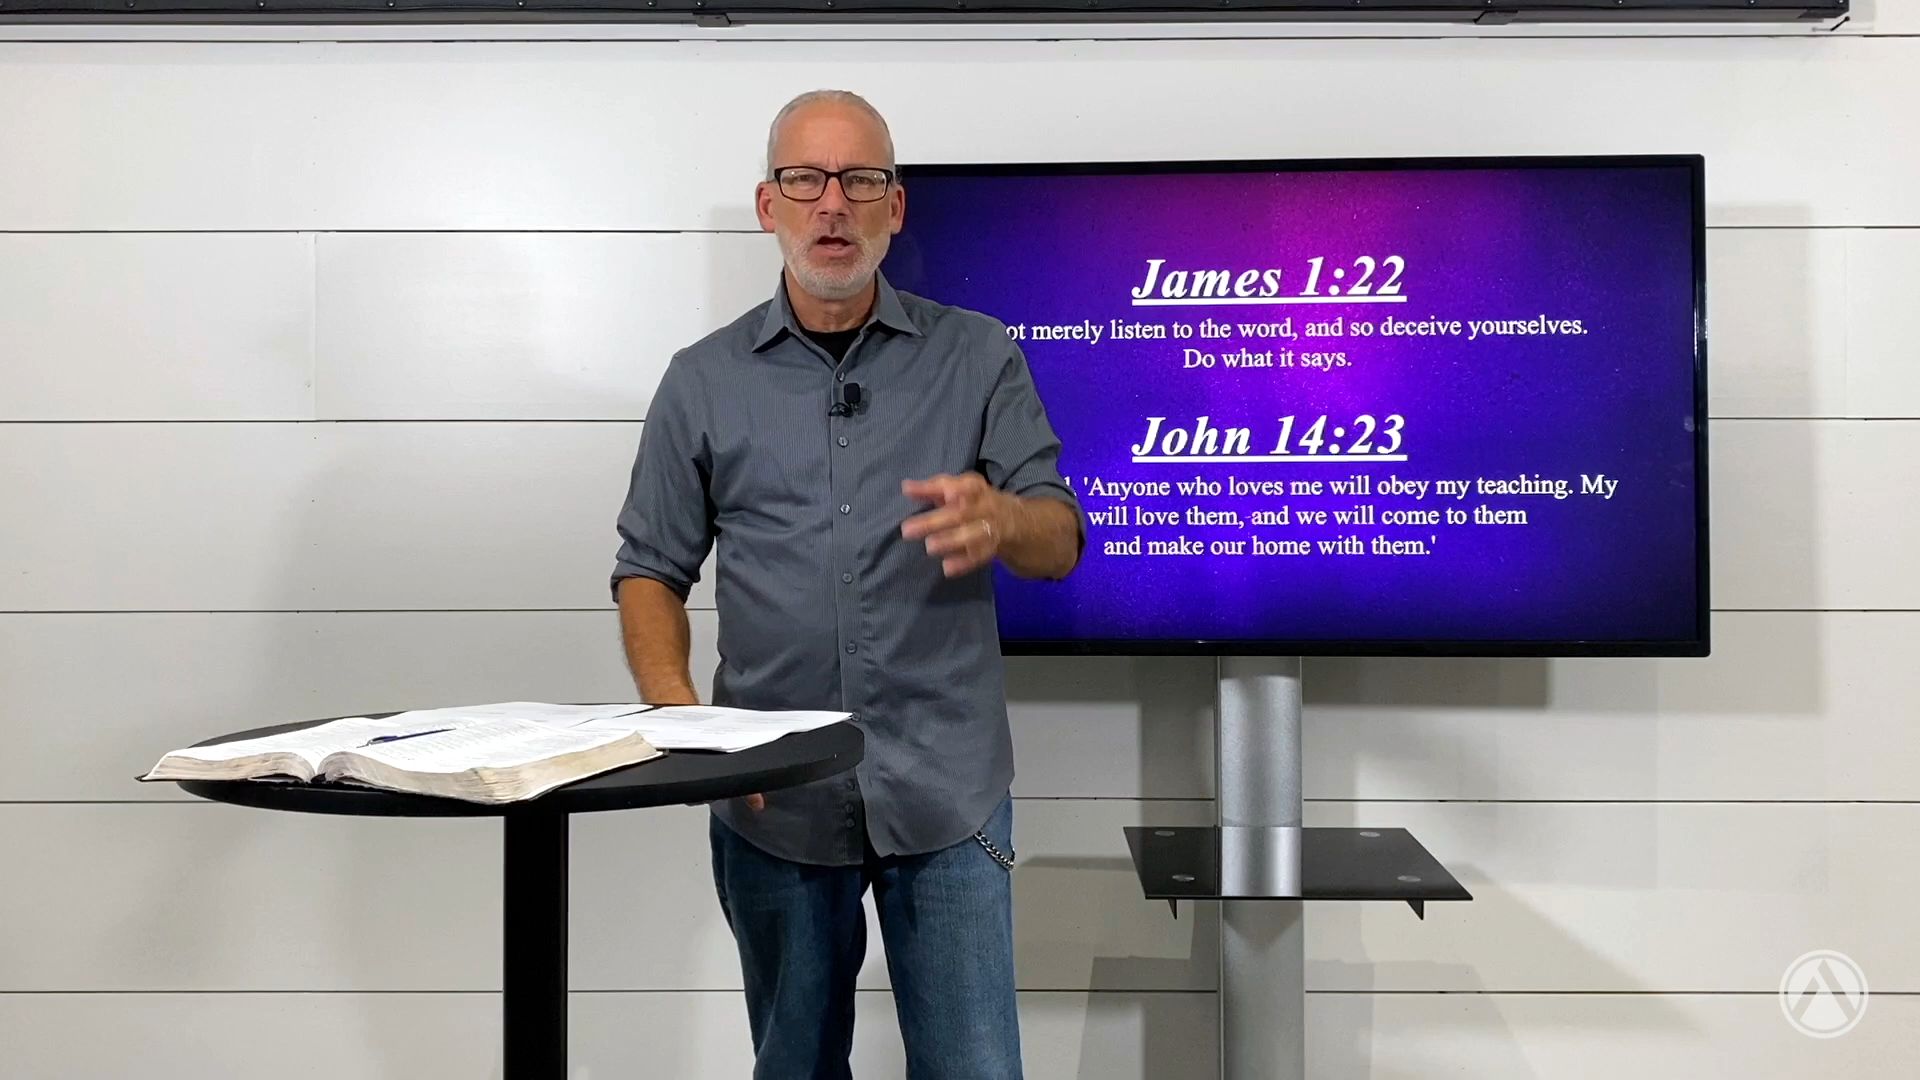 James 1:22
ot merely listen to the word, and so deceive yourselves.
Do what it says.
John 14:23
'Anyone who loves me will obey my teaching. My
will love them, and we will come to them
and make our home with them.'